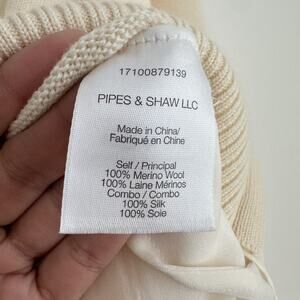 17100879139
PIPES & SHAW LLC
Made in China/
Fabriqué en Chine
Self / Principal
100% Merino Wool
100% Laine Mérinos
Combo / Combo
100% Silk
100% Soie